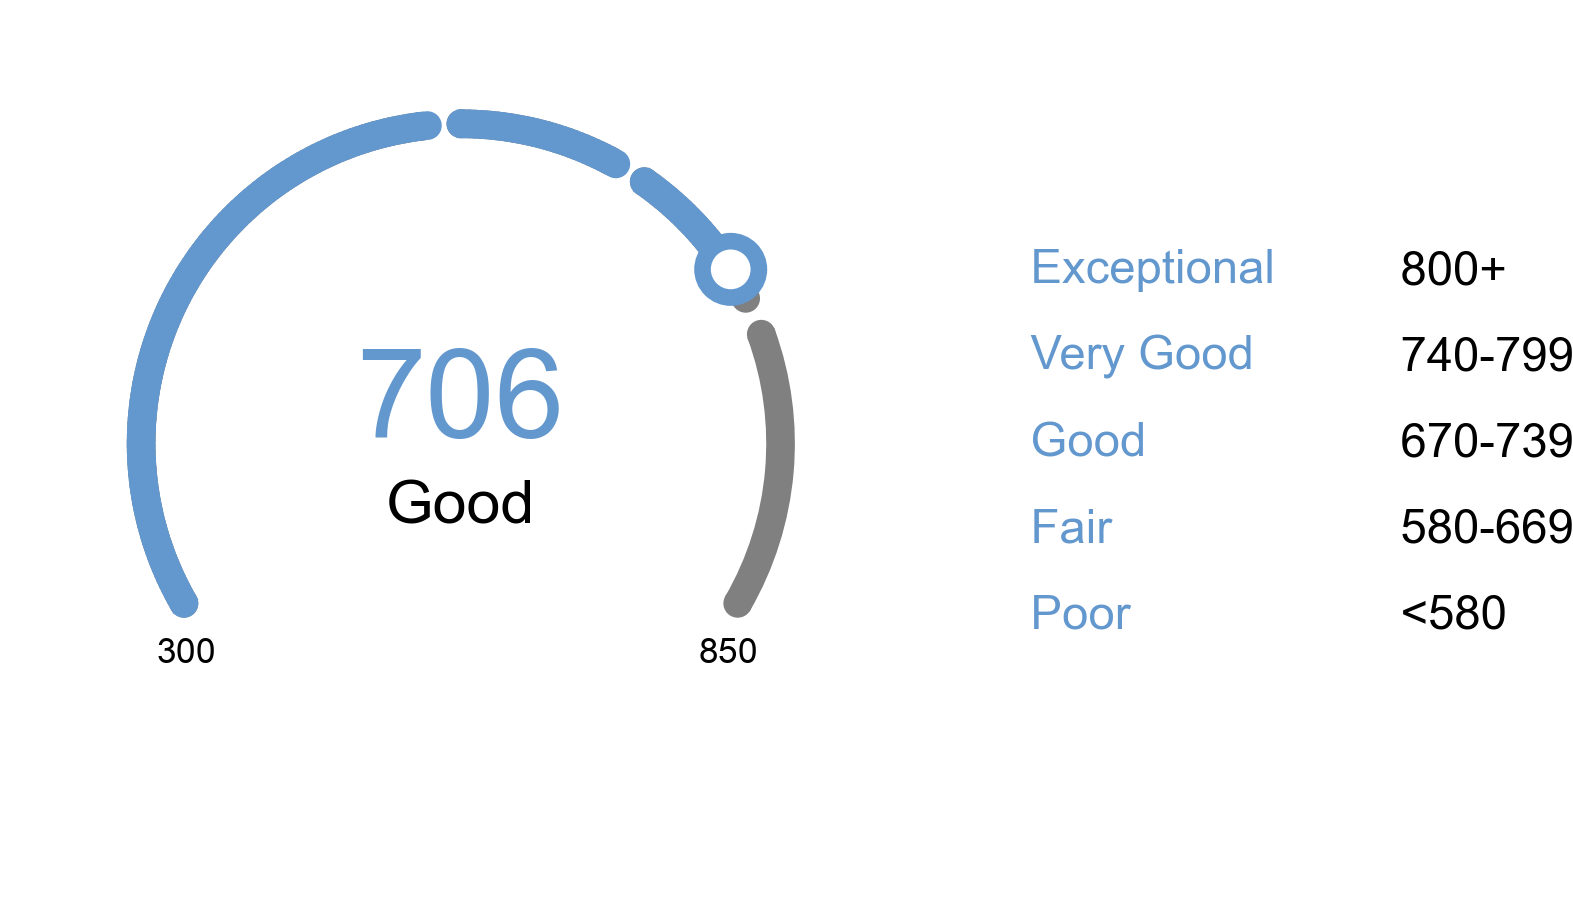 706
Good
300
850
Exceptional 800+
Very Good 740-799
Good 670-739
Fair 580-669
Poor <580